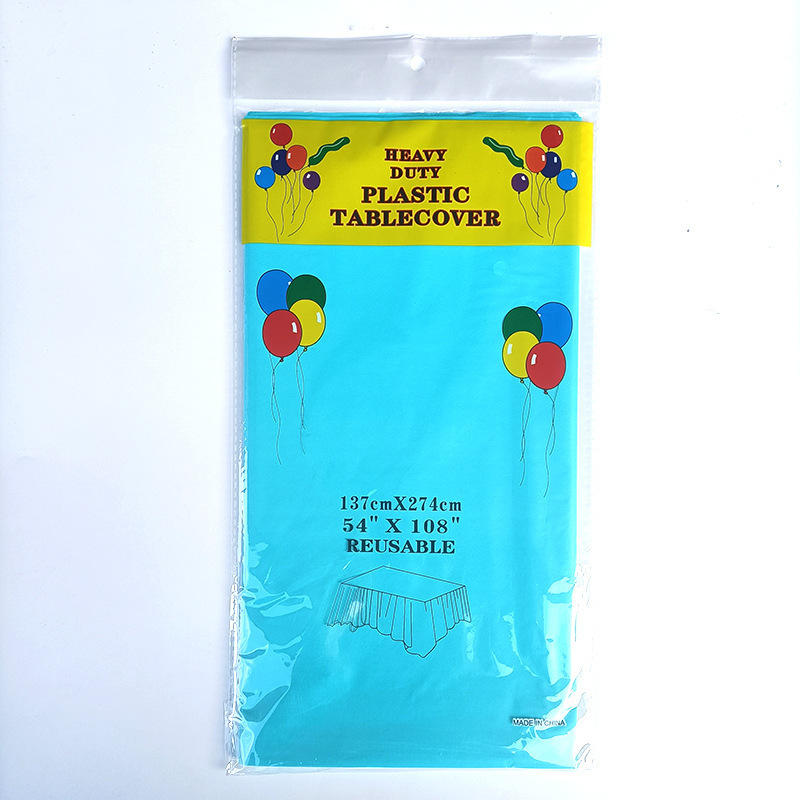 HEAVY
DUTY
PLASTIC
TABLECOVER
137cmX274cm
54" X 108"
REUSABLE
MADE IN CHINA